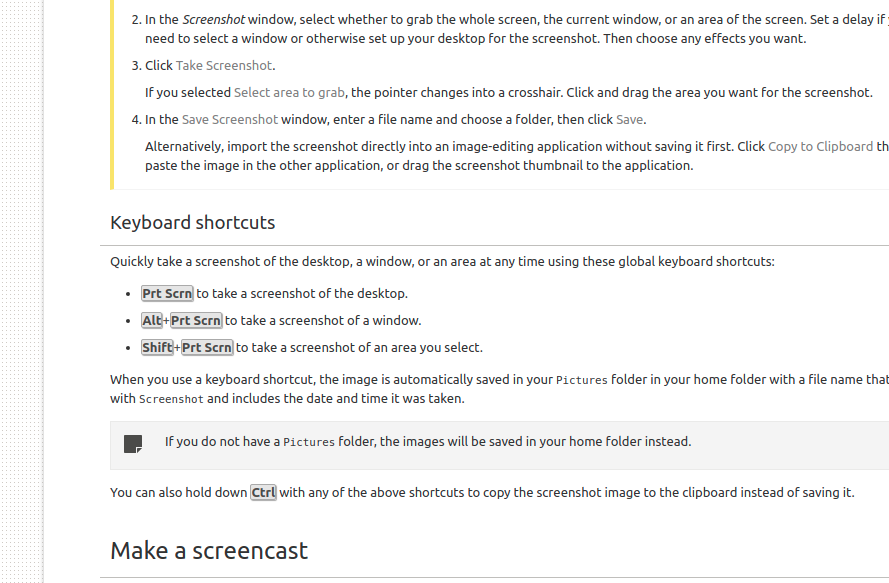 2. In the Screenshot window, select whether to grab the whole screen, the current window, or an area of the screen. Set a delay if
need to select a window or otherwise set up your desktop for the screenshot. Then choose any effects you want.
3. Click Take Screenshot.
If you selected Select area to grab, the pointer changes into a crosshair. Click and drag the area you want for the screenshot.
4. In the Save Screenshot window, enter a file name and choose a folder, then click Save.
Alternatively, import the screenshot directly into an image-editing application without saving it first. Click Copy to Clipboard th
paste the image in the other application, or drag the screenshot thumbnail to the application.
Keyboard shortcuts
Quickly take a screenshot of the desktop, a window, or an area at any time using these global keyboard shortcuts:
• Prt Scrn to take a screenshot of the desktop.
• Alt+Prt Scrn to take a screenshot of a window.
• Shift+Prt Scrn to take a screenshot of an area you select.
When you use a keyboard shortcut, the image is automatically saved in your Pictures folder in your home folder with a file name that
with Screenshot and includes the date and time it was taken.
If you do not have a Pictures folder, the images will be saved in your home folder instead.
You can also hold down Ctrl with any of the above shortcuts to copy the screenshot image to the clipboard instead of saving it.
Make a screencast